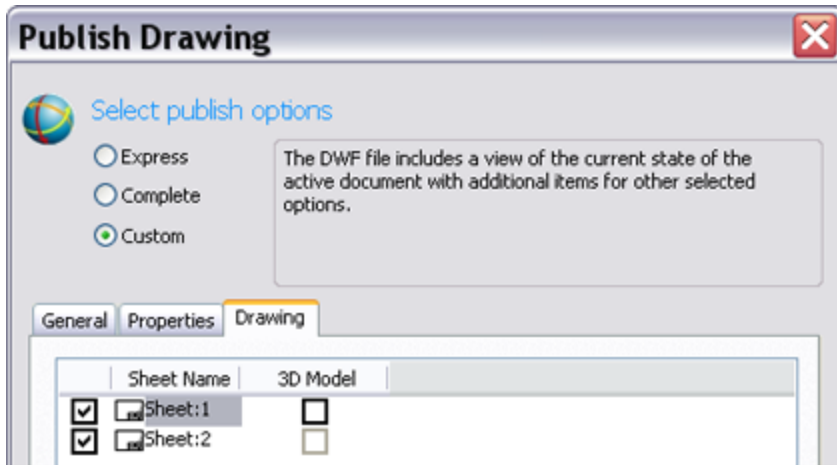 Publish Drawing
Select publish options
Express
Complete
Custom
The DWF file includes a view of the current state of the
active document with additional items for other selected
options.
General Properties Drawing
Sheet Name 3D Model
Sheet:1
Sheet:2